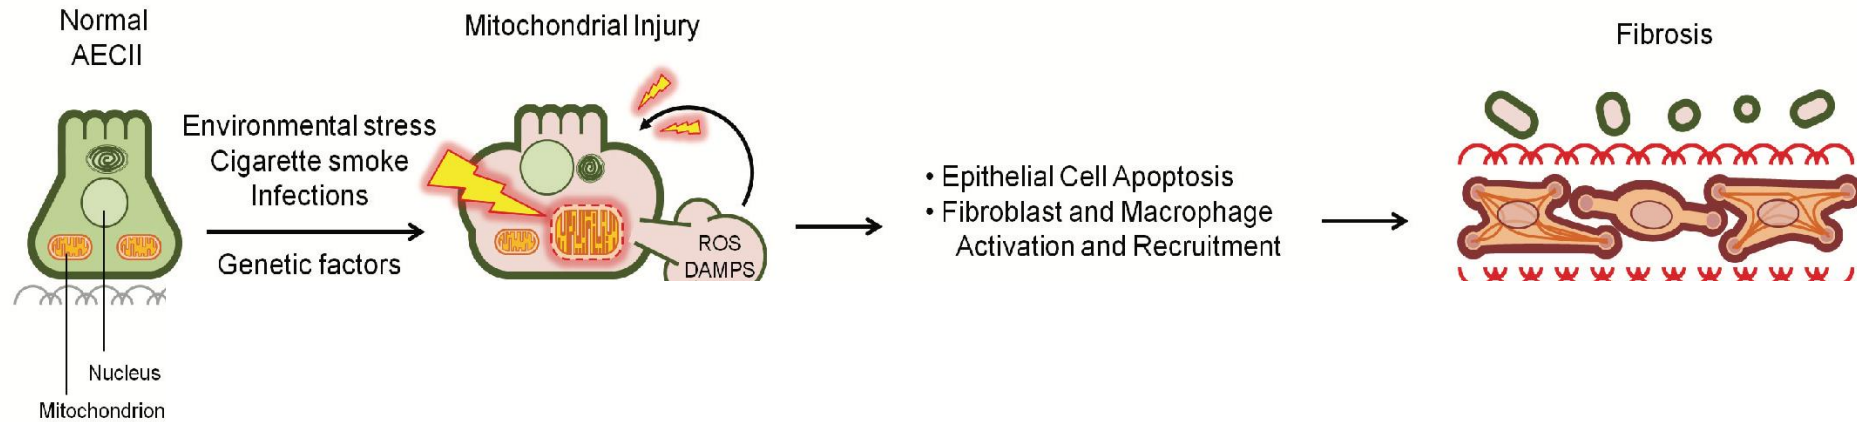 Normal
AECII
Mitochondrial Injury
Fibrosis
Environmental stress
Cigarette smoke
Infections
Genetic factors
ROS
DAMPS
• Epithelial Cell Apoptosis
• Fibroblast and Macrophage
Activation and Recruitment
Nucleus
Mitochondrion